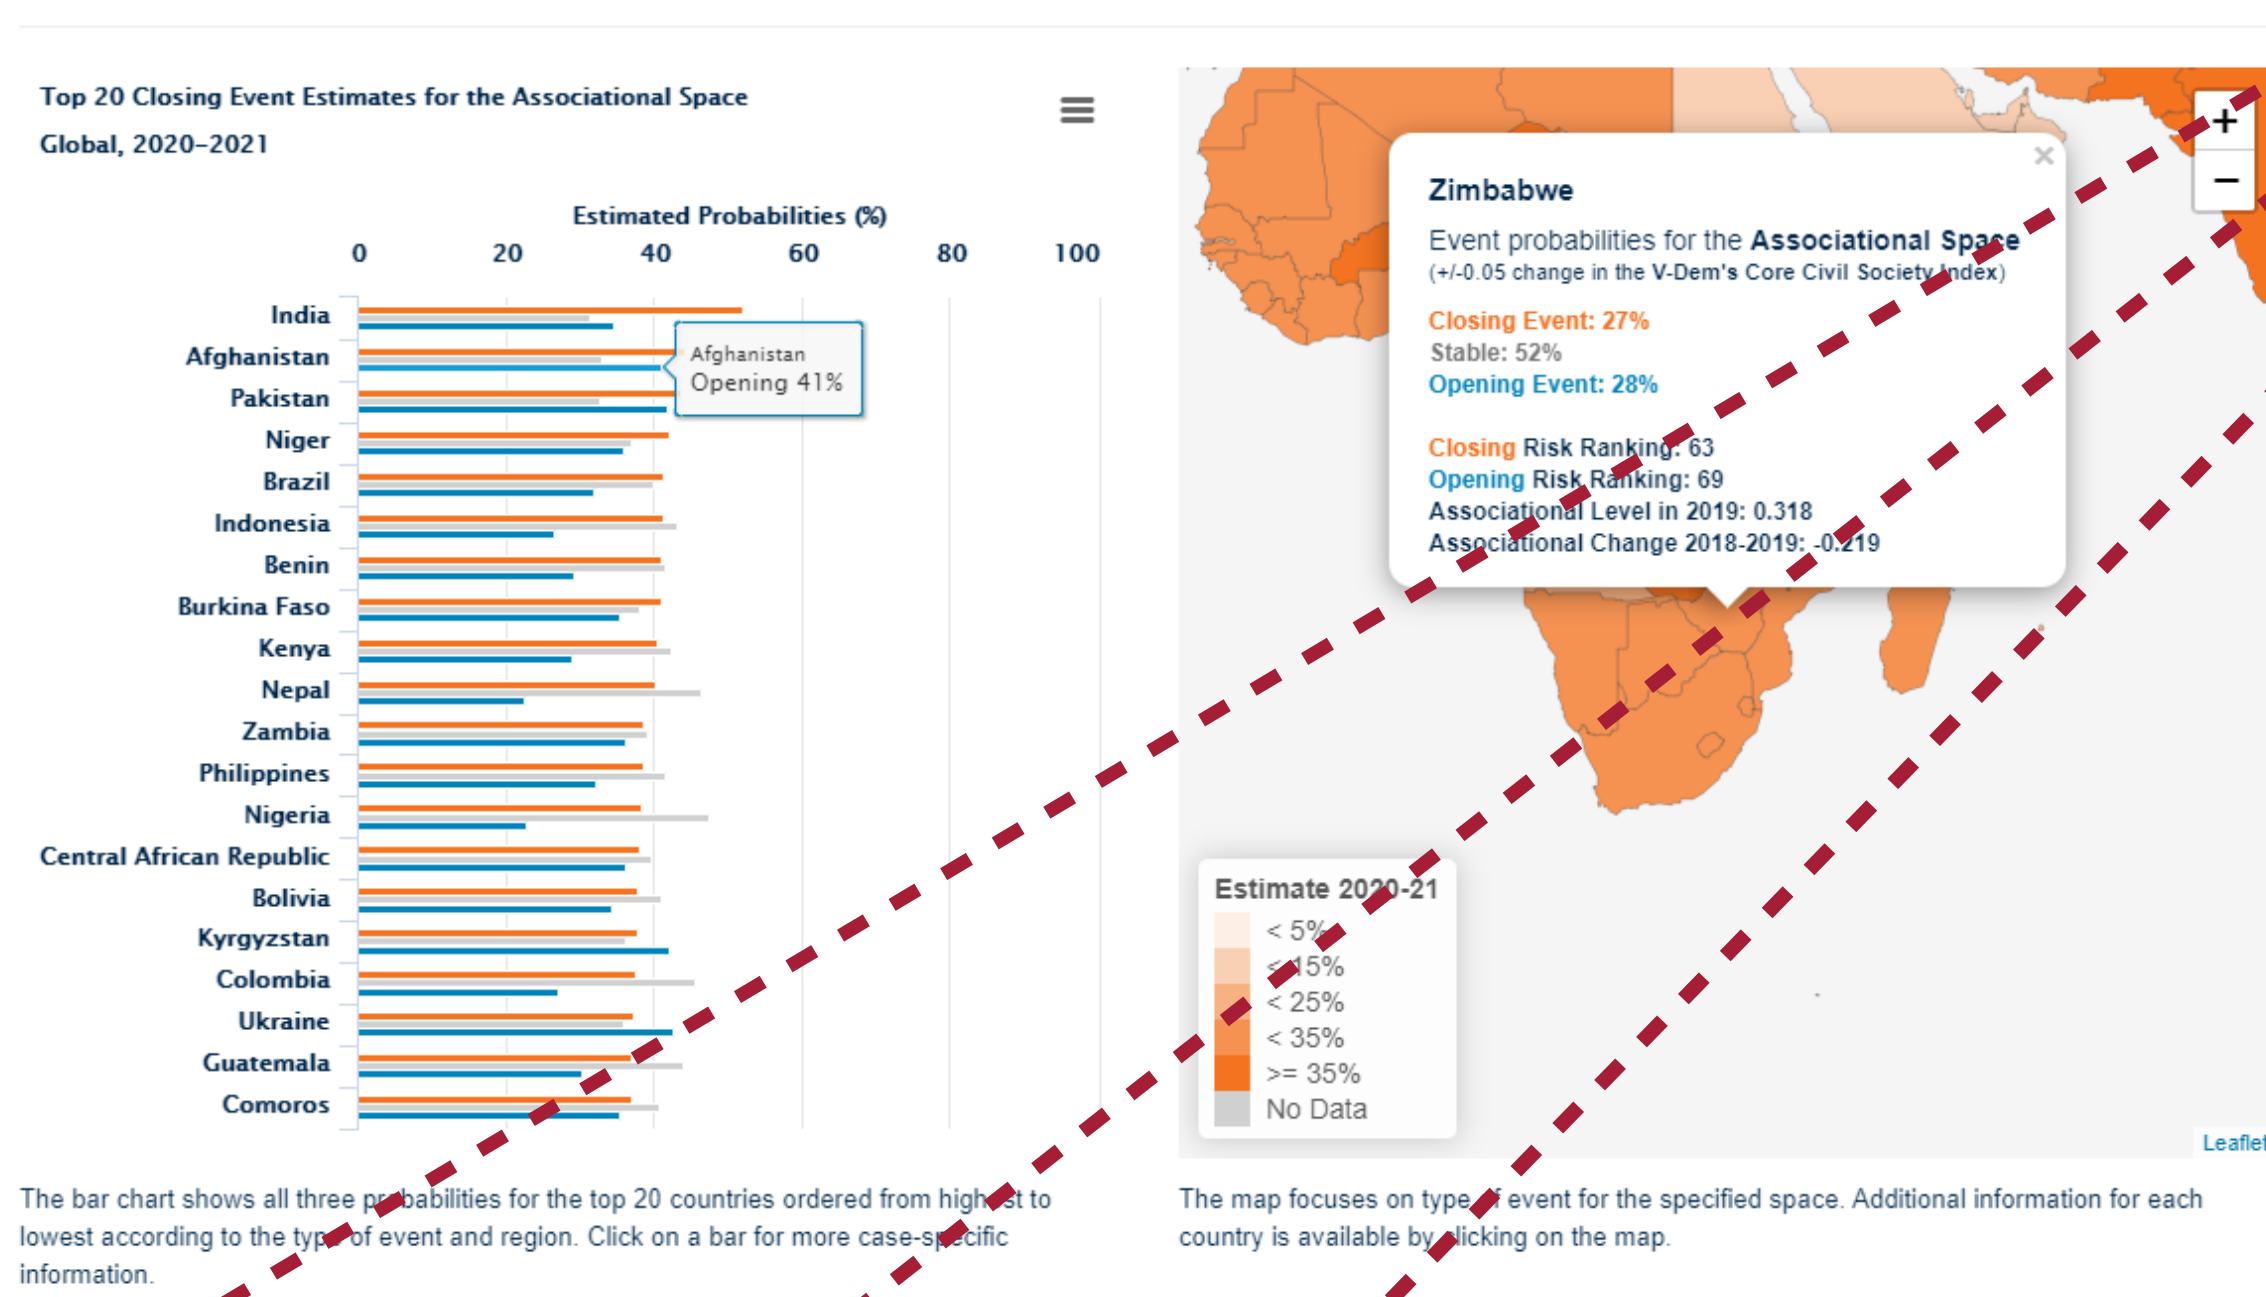 Top 20 Closing Event Estimates for the Associational Space
Global, 2020–2021
Estimated Probabilities (%)
0 20 40 60 80 100
India
Afghanistan
Pakistan
Niger
Brazil
Indonesia
Benin
Burkina Faso
Kenya
Nepal
Zambia
Philippines
Nigeria
Central African Republic
Bolivia
Kyrgyzstan
Colombia
Ukraine
Guatemala
Comoros
Afghanistan
Opening 41%
The bar chart shows all three probabilities for the top 20 countries ordered from highest to
lowest according to the type of event and region. Click on a bar for more case-specific
information.
+
−
×
Zimbabwe
Event probabilities for the Associational Space
(+/-0.05 change in the V-Dem's Core Civil Society Index)
Closing Event: 27%
Stable: 52%
Opening Event: 28%
Closing Risk Ranking: 63
Opening Risk Ranking: 69
Associational Level in 2019: 0.318
Associational Change 2018-2019: -0.219
Estimate 2020-21
< 5%
< 15%
< 25%
< 35%
>= 35%
No Data
Leaflet
The map focuses on type of event for the specified space. Additional information for each
country is available by clicking on the map.